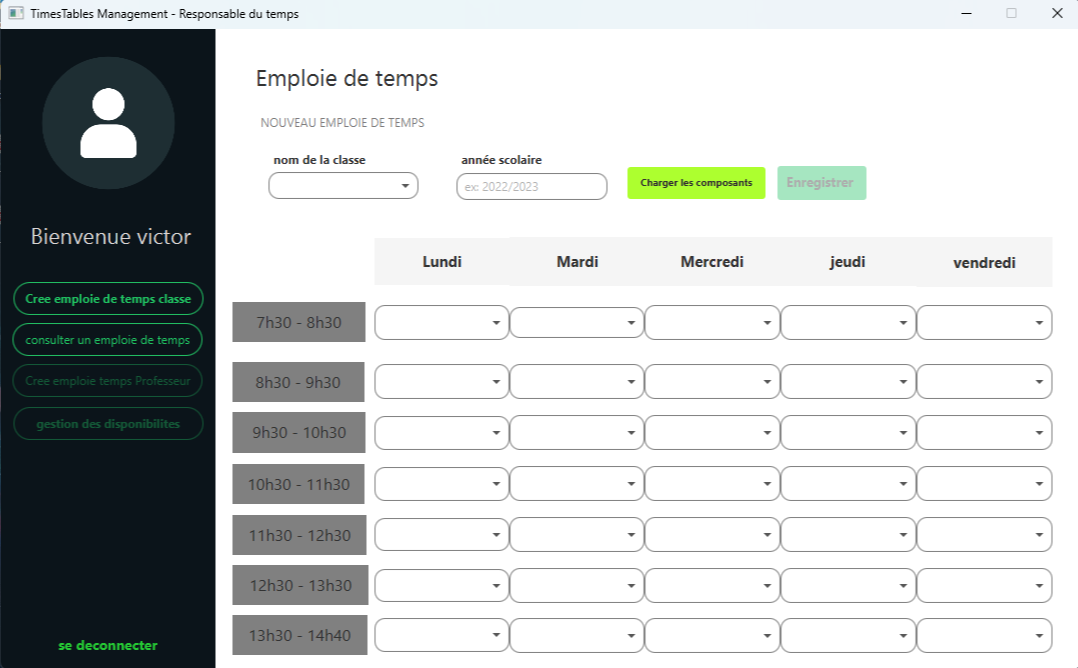 TimesTables Management - Responsable du temps
Bienvenue victor
Cree emploie de temps classe
consulter un emploie de temps
Cree emploie temps Professeur
gestion des disponibilites
se deconnecter
Emploie de temps
NOUVEAU EMPLOIE DE TEMPS
nom de la classe
année scolaire
ex: 2022/2023
Charger les composants
Enregistrer
Lundi Mardi Mercredi jeudi vendredi
7h30 - 8h30
8h30 - 9h30
9h30 - 10h30
10h30 - 11h30
11h30 - 12h30
12h30 - 13h30
13h30 - 14h40